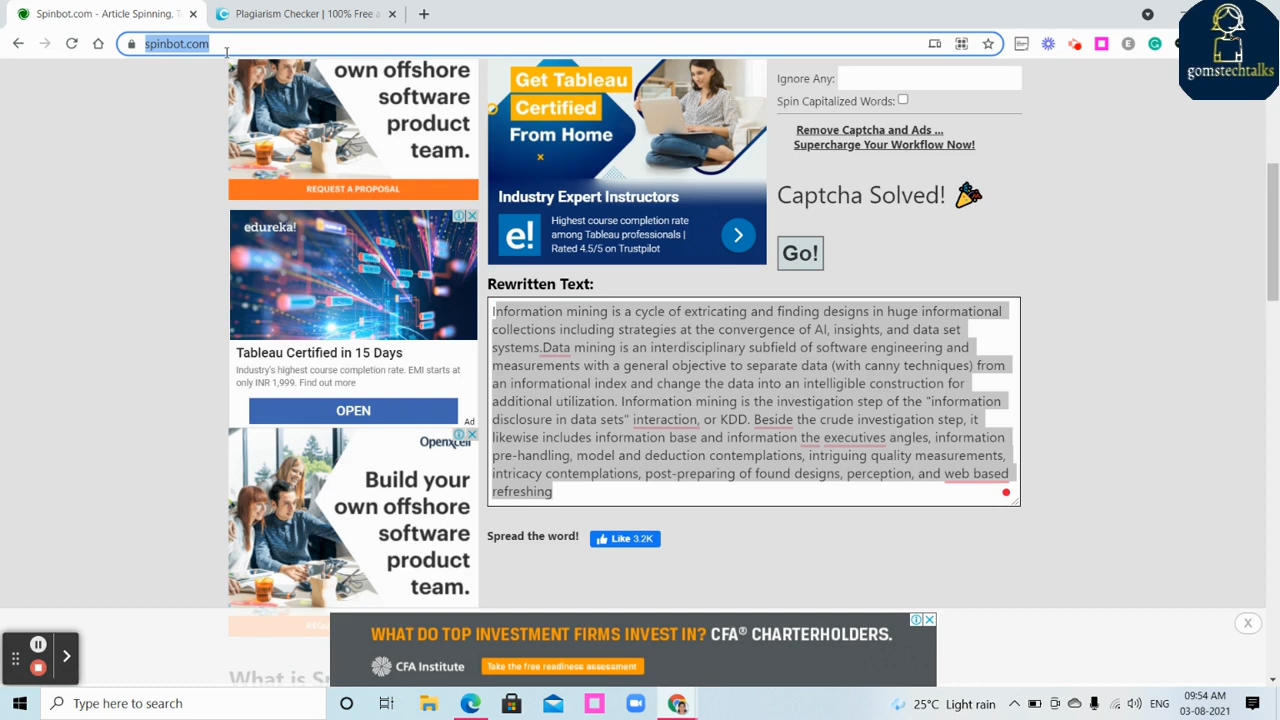 Spinbot.com - Article Spinning, T
Plagiarism Checker | 100% Free a
spinbot.com
gomstechtalks
own offshore
software
product
team.
REQUEST A PROPOSAL
Get Tableau
Certified
From Home
Industry Expert Instructors
e!
Highest course completion rate
among Tableau professionals |
Rated 4.5/5 on Trustpilot
Ignore Any:
Spin Capitalized Words:
Remove Captcha and Ads ...
Supercharge Your Workflow Now!
Captcha Solved!
Go!
edureka!
Tableau Certified in 15 Days
Industry's highest course completion rate. EMI starts at
only INR 1,999. Find out more
OPEN
Ad
Rewritten Text:
Information mining is a cycle of extricating and finding designs in huge informational
collections including strategies at the convergence of AI, insights, and data set
systems.Data mining is an interdisciplinary subfield of software engineering and
measurements with a general objective to separate data (with canny techniques) from
an informational index and change the data into an intelligible construction for
additional utilization. Information mining is the investigation step of the "information
disclosure in data sets" interaction, or KDD. Beside the crude investigation step, it
likewise includes information base and information the executives angles, information
pre-handling, model and deduction contemplations, intriguing quality measurements,
intricacy contemplations, post-preparing of found designs, perception, and web based
refreshing
Spread the word!
Like 3.2K
Openxcell
Build your
own offshore
software
product
team.
WHAT DO TOP INVESTMENT FIRMS INVEST IN? CFA® CHARTERHOLDERS.
CFA Institute
Take the free readiness assessment
X
What is S
Type here to search
25°C Light rain
ENG
09:54 AM
03-08-2021